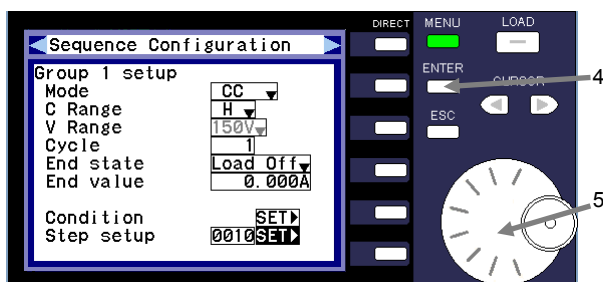 DIRECT MENU LOAD
Sequence Configuration
Group 1 setup
Mode CC
C Range H
V Range 150V
Cycle 1
End state Load Off
End value 0.000A
Condition SET
Step setup 0010 SET
ENTER
CURSOR
ESC
4
5